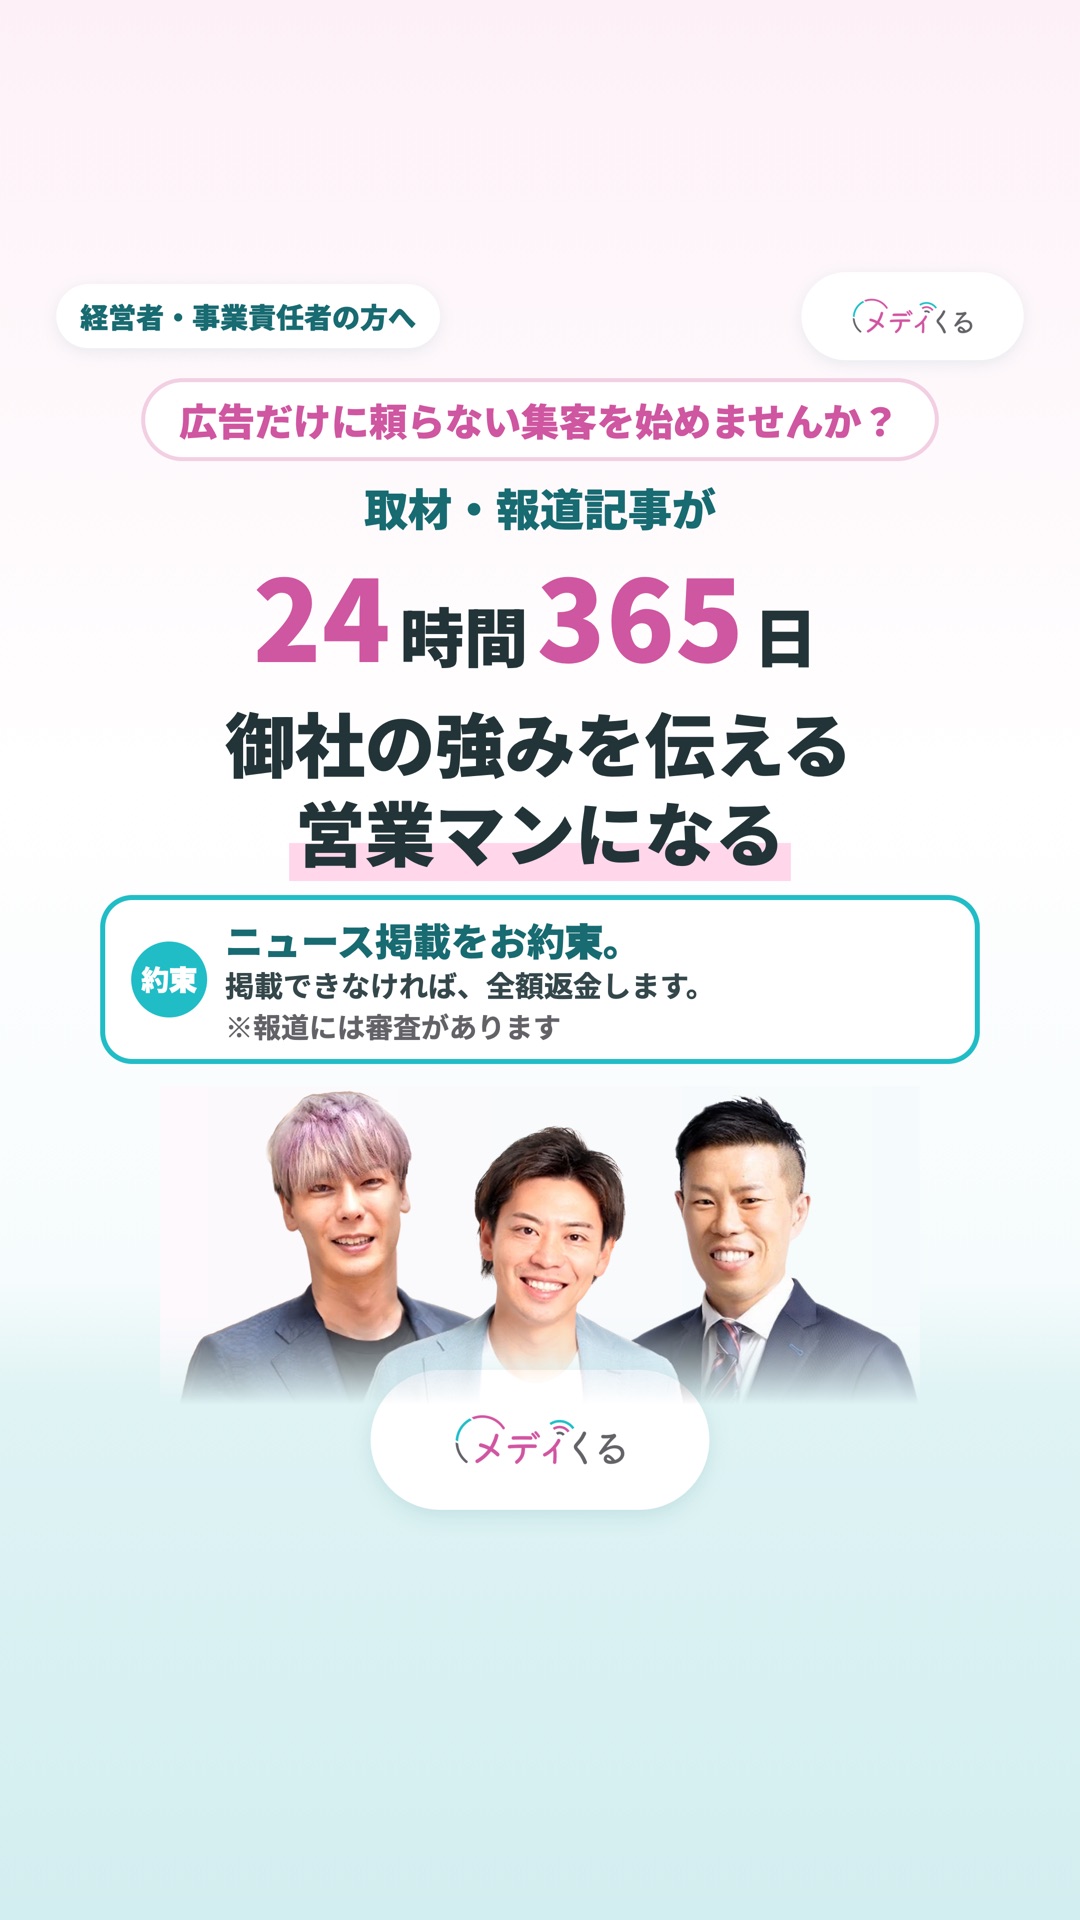 経営者・事業責任者の方へ
メディくる
広告だけに頼らない集客を始めませんか？
取材・報道記事が
24時間365日
御社の強みを伝える
営業マンになる
約束
ニュース掲載をお約束。
掲載できなければ、全額返金します。
※報道には審査があります
メディくる